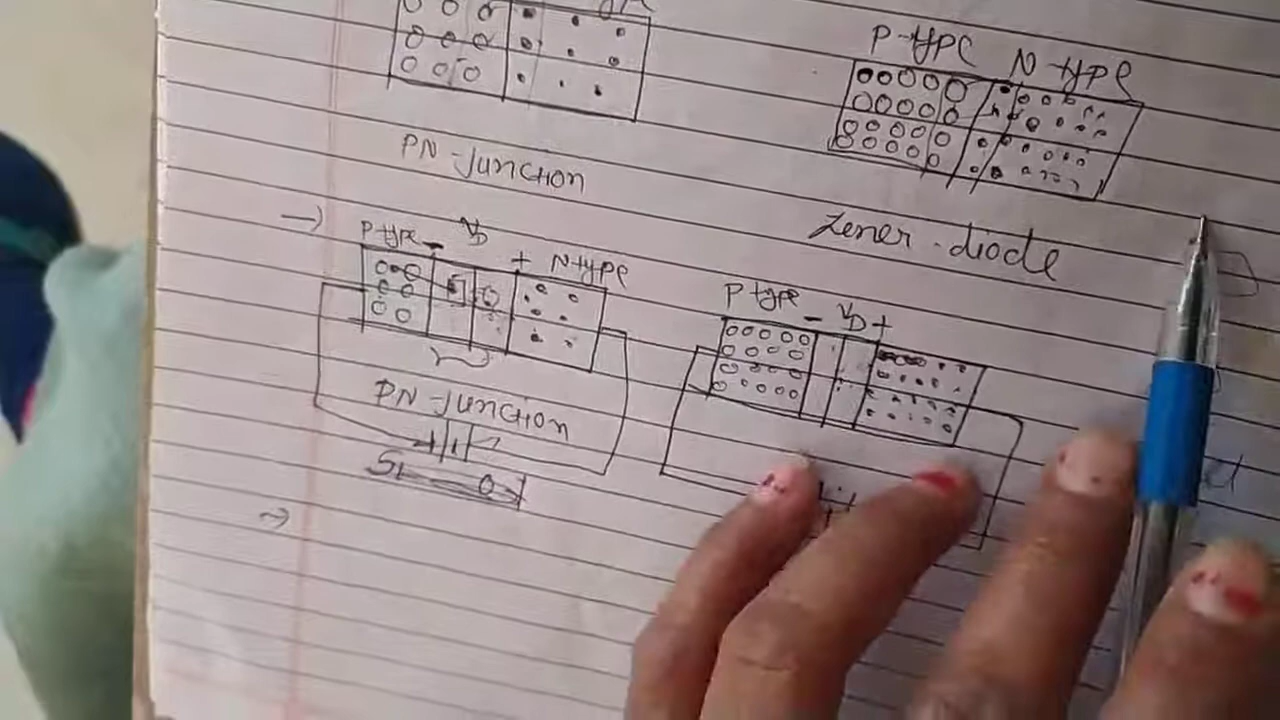 P-type N-type
PN-Junction
Zener-diode
P-type - VD + N-type
P type - VD +
PN-Junction